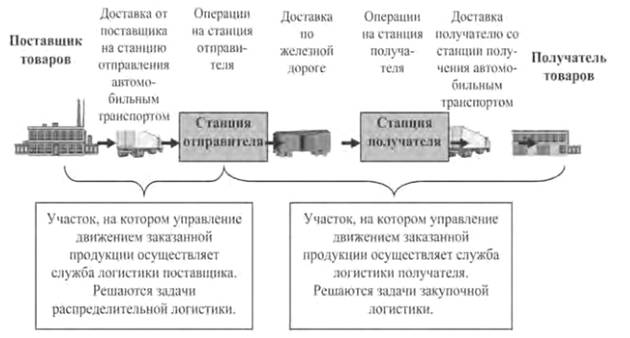 Поставщик
товаров
Доставка от
поставщика
на станцию
отправления
автомо-
бильным
транспортом
Операции
на станция
отправи-
теля
Доставка
по
железной
дороге
Операции
на станция
получа-
теля
Доставка
получателю со
станции полу-
чения автомо-
бильным
транспортом
Получатель
товаров
Станция
отправителя
Станция
получателя
Участок, на котором управление
движением заказанной
продукции осуществляет
служба логистики поставщика.
Решаются задачи
распределительной логистики.
Участок, на котором управление
движением заказанной
продукции осуществляет служба
логистики получателя.
Решаются задачи закупочной
логистики.